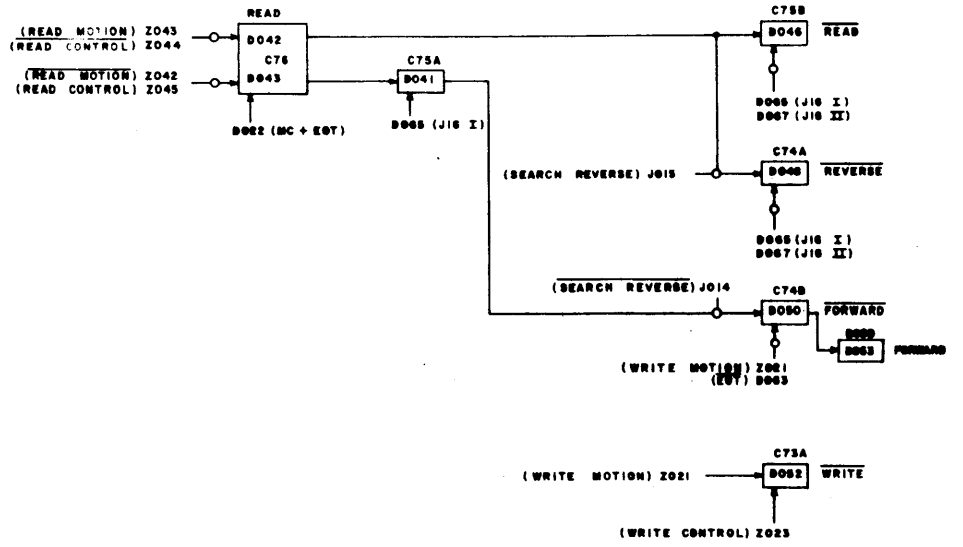 READ
(READ MOTION) Z043
(READ CONTROL) Z044
D042
C76
D043
(READ MOTION) Z042
(READ CONTROL) Z045
D022 (MC + EOT)
C75A
D041
D065 (J16 I)
C75B
D046 READ
D065 (J16 I)
D067 (J16 II)
C74A
(SEARCH REVERSE) J015
D048 REVERSE
D065 (J16 I)
D067 (J16 II)
(SEARCH REVERSE) J014
C74B
D050 FORWARD
D053 FORWARD
(WRITE MOTION) Z021
(EOT) D063
C73A
(WRITE MOTION) Z021
D052 WRITE
(WRITE CONTROL) Z023